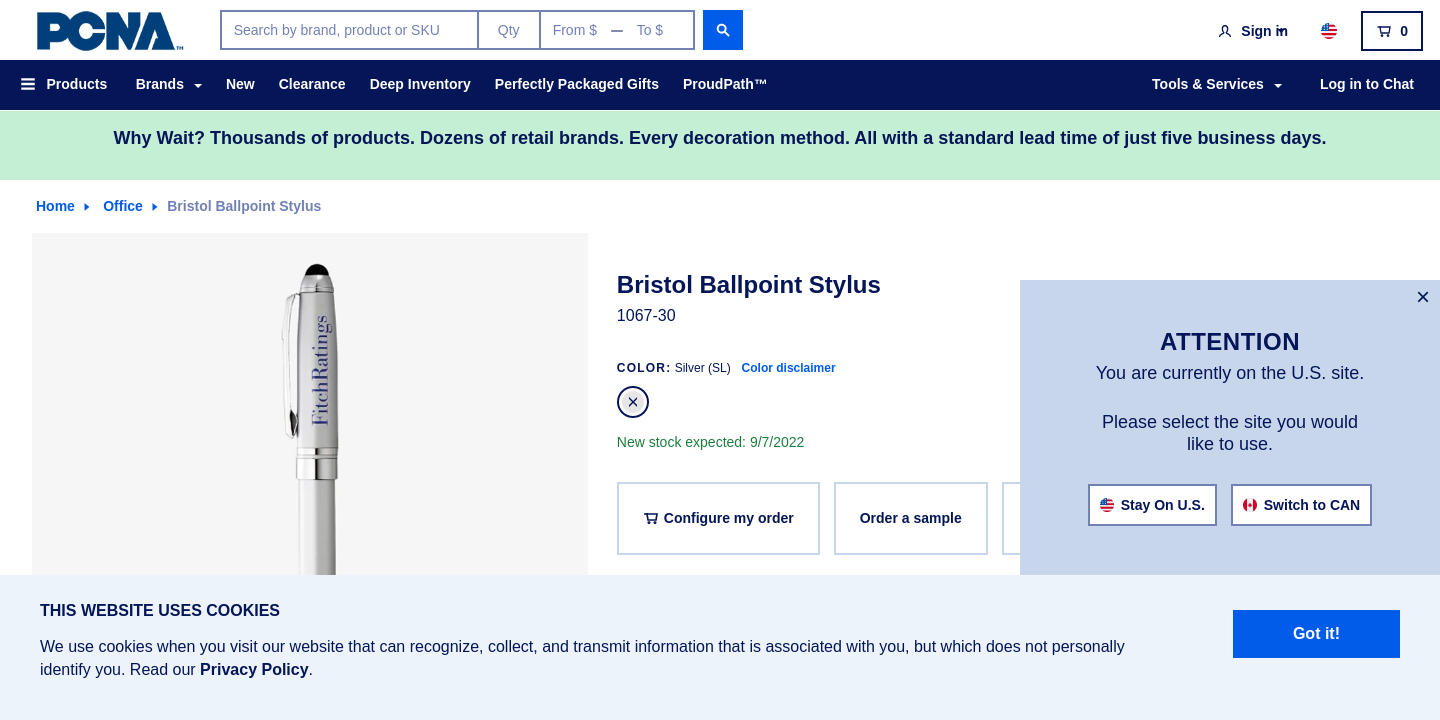 PCNA™
Search by brand, product or SKU
Qty
From $ — To $
Sign in
0
Products
Brands
New
Clearance
Deep Inventory
Perfectly Packaged Gifts
ProudPath™
Tools & Services
Log in to Chat
Why Wait? Thousands of products. Dozens of retail brands. Every decoration method. All with a standard lead time of just five business days.
Home
Office
Bristol Ballpoint Stylus
FitchRatings
Bristol Ballpoint Stylus
1067-30
COLOR: Silver (SL) Color disclaimer
New stock expected: 9/7/2022
Configure my order
Order a sample
ATTENTION
You are currently on the U.S. site.
Please select the site you would
like to use.
Stay On U.S.
Switch to CAN
THIS WEBSITE USES COOKIES
We use cookies when you visit our website that can recognize, collect, and transmit information that is associated with you, but which does not personally
identify you. Read our Privacy Policy.
Got it!